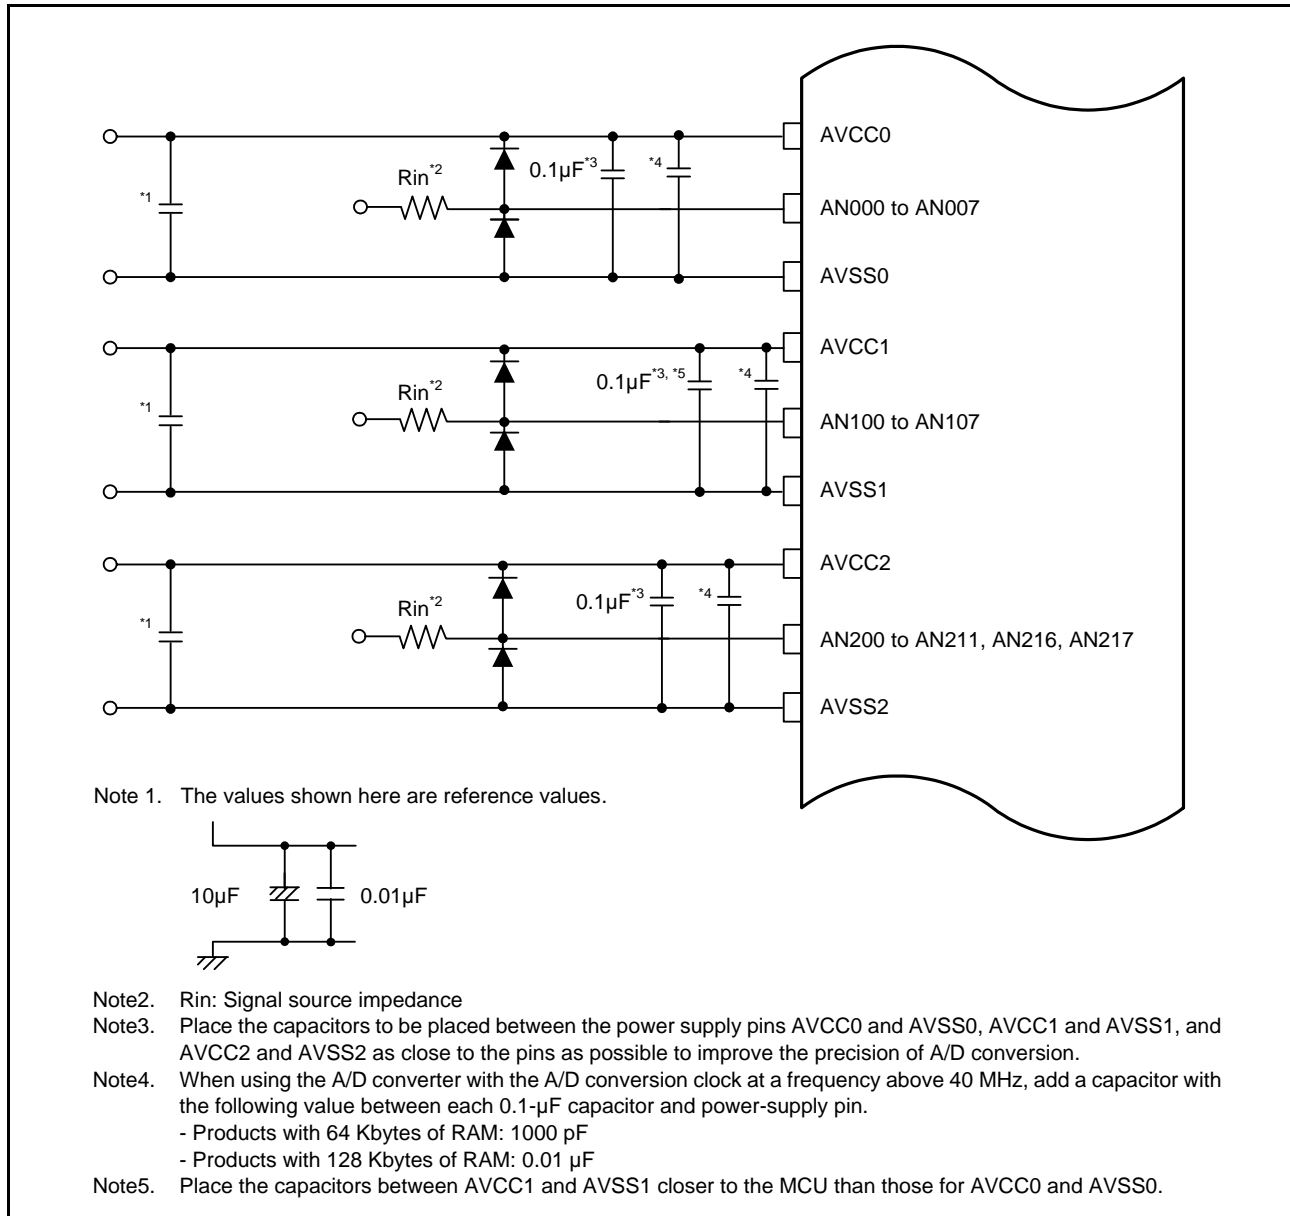 AVCC0
0.1µF*3
*4
Rin*2
*1
AN000 to AN007
AVSS0
AVCC1
0.1µF*3, *5
*4
Rin*2
*1
AN100 to AN107
AVSS1
AVCC2
0.1µF*3
*4
Rin*2
*1
AN200 to AN211, AN216, AN217
AVSS2
Note 1. The values shown here are reference values.
10µF
0.01µF
Note2. Rin: Signal source impedance
Note3. Place the capacitors to be placed between the power supply pins AVCC0 and AVSS0, AVCC1 and AVSS1, and
AVCC2 and AVSS2 as close to the pins as possible to improve the precision of A/D conversion.
Note4. When using the A/D converter with the A/D conversion clock at a frequency above 40 MHz, add a capacitor with
the following value between each 0.1-µF capacitor and power-supply pin.
- Products with 64 Kbytes of RAM: 1000 pF
- Products with 128 Kbytes of RAM: 0.01 µF
Note5. Place the capacitors between AVCC1 and AVSS1 closer to the MCU than those for AVCC0 and AVSS0.